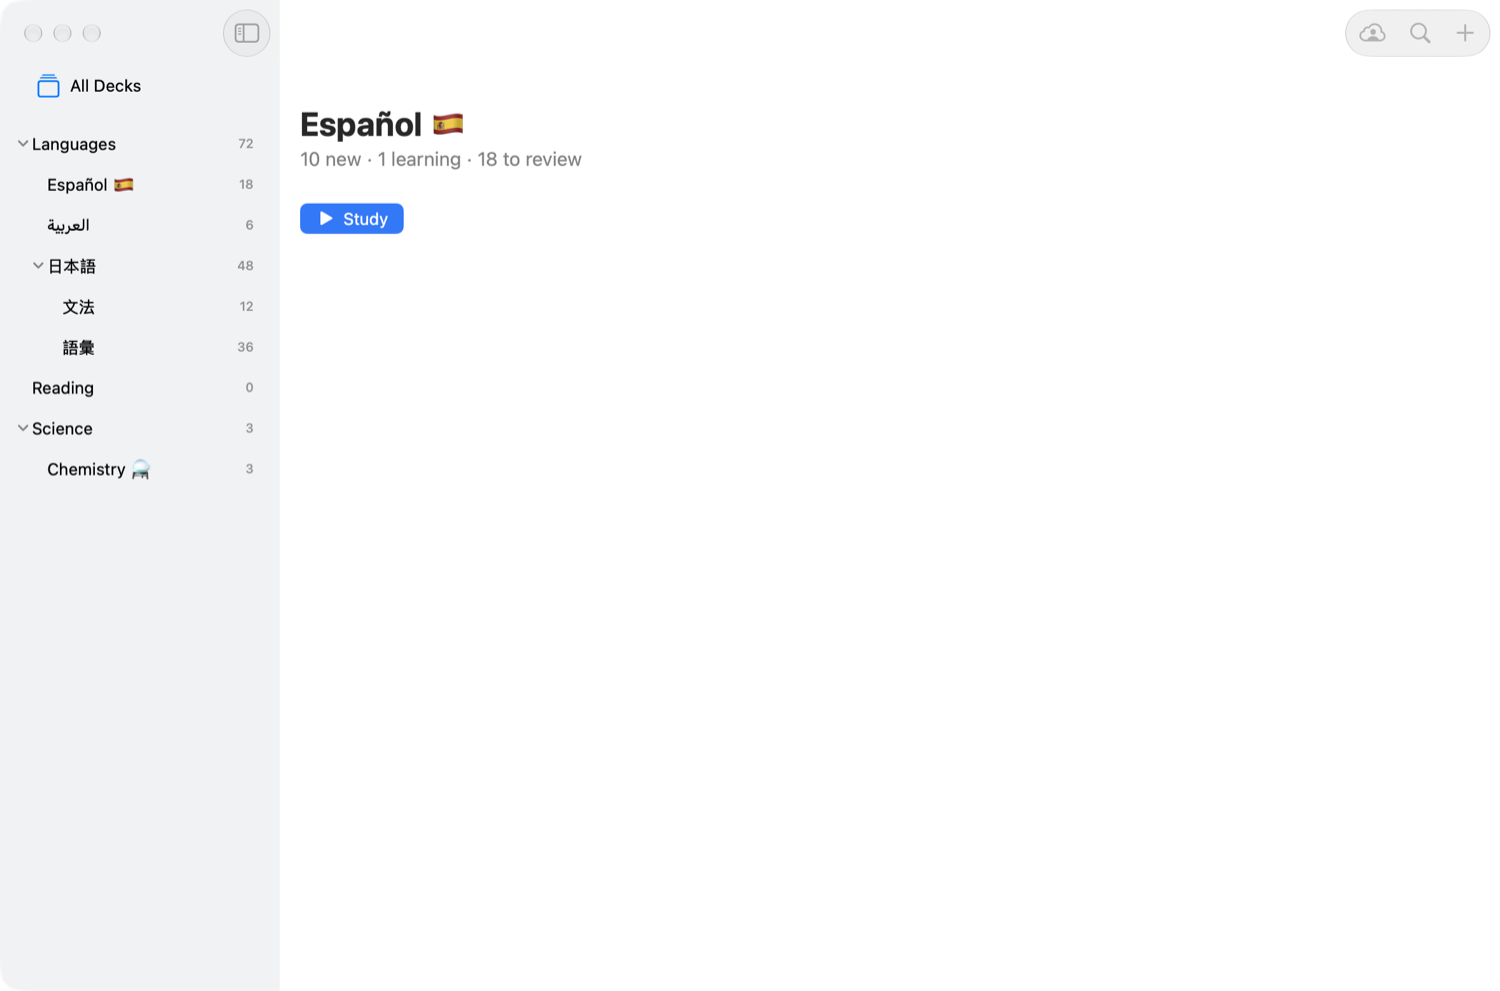 All Decks
Languages 72
Español 🇪🇸 18
العربية 6
日本語 48
文法 12
語彙 36
Reading 0
Science 3
Chemistry ⚗️ 3
Español 🇪🇸
10 new · 1 learning · 18 to review
Study